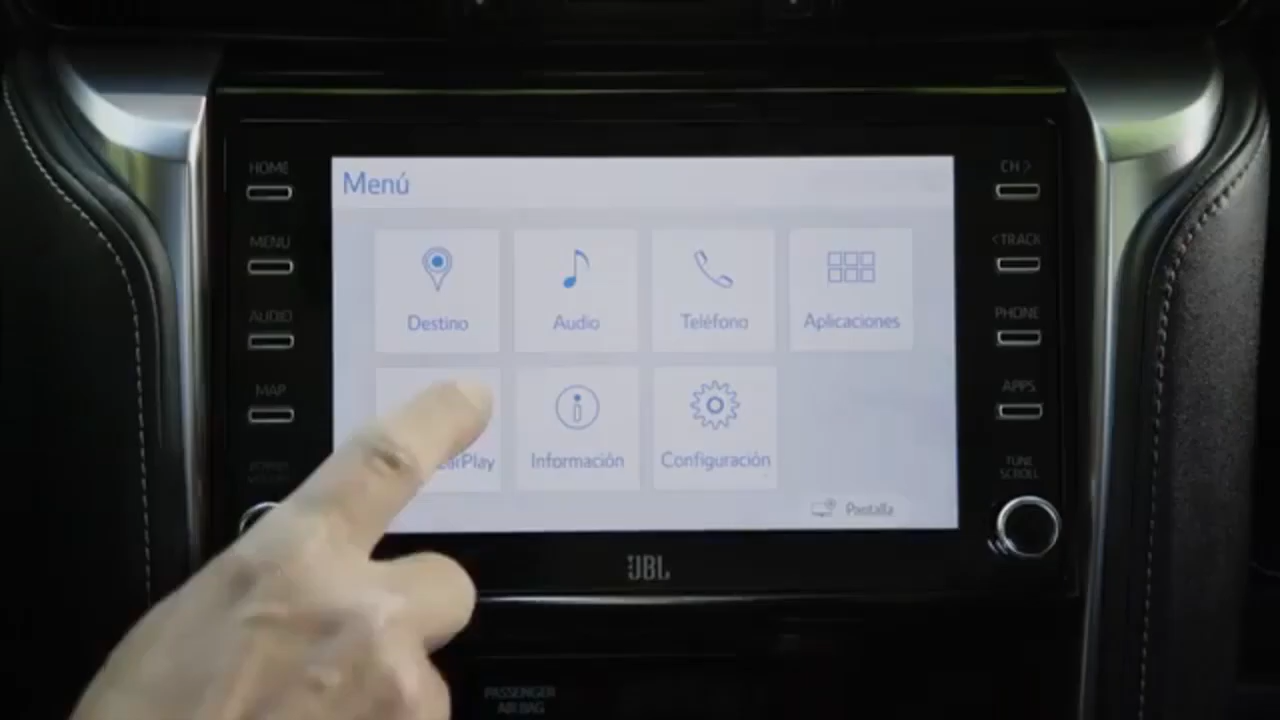 HOME
MENU
AUDIO
MAP
Menú
Destino
Audio
Teléfono
Aplicaciones
CarPlay
Información
Configuración
Pantalla
CH >
< TRACK
PHONE
APPS
TUNE
SCROLL
JBL
PASSENGER
AIR BAG